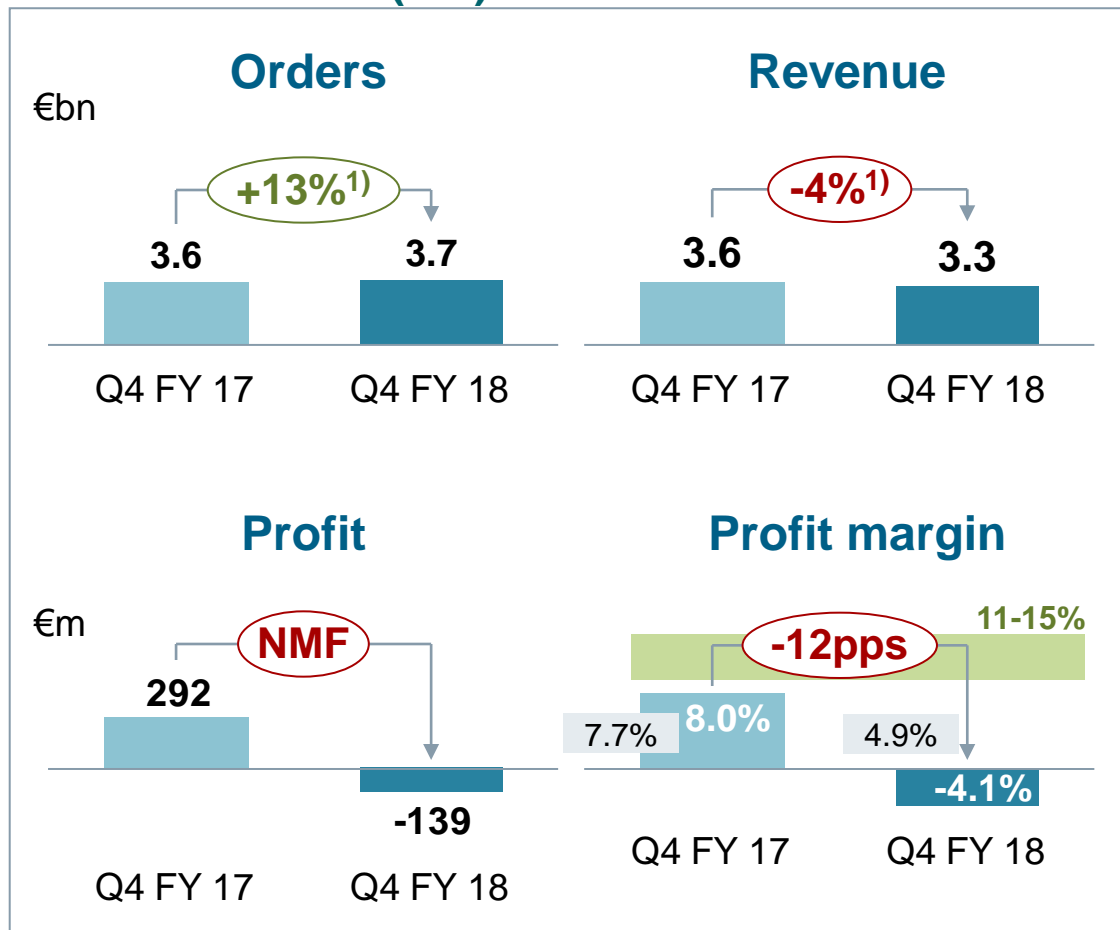 Orders
Revenue
€bn
+13%1)
-4%1)
3.6
3.7
3.6
3.3
Q4 FY 17
Q4 FY 18
Q4 FY 17
Q4 FY 18
Profit
Profit margin
€m
11-15%
NMF
-12pps
292
8.0%
7.7%
4.9%
-139
-4.1%
Q4 FY 17
Q4 FY 18
Q4 FY 17
Q4 FY 18